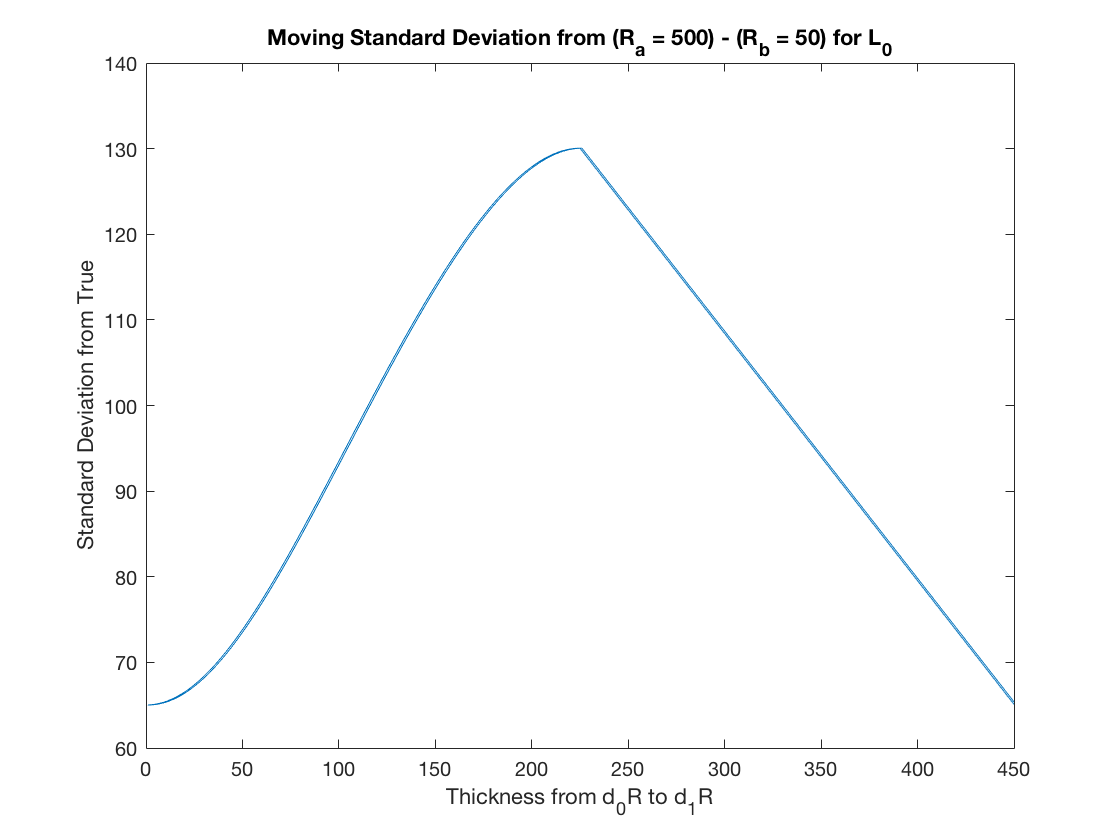 Moving Standard Deviation from (R_a = 500) - (R_b = 50) for L_0
140
130
120
110
100
90
80
70
60
Standard Deviation from True
0 50 100 150 200 250 300 350 400 450
Thickness from d_0R to d_1R